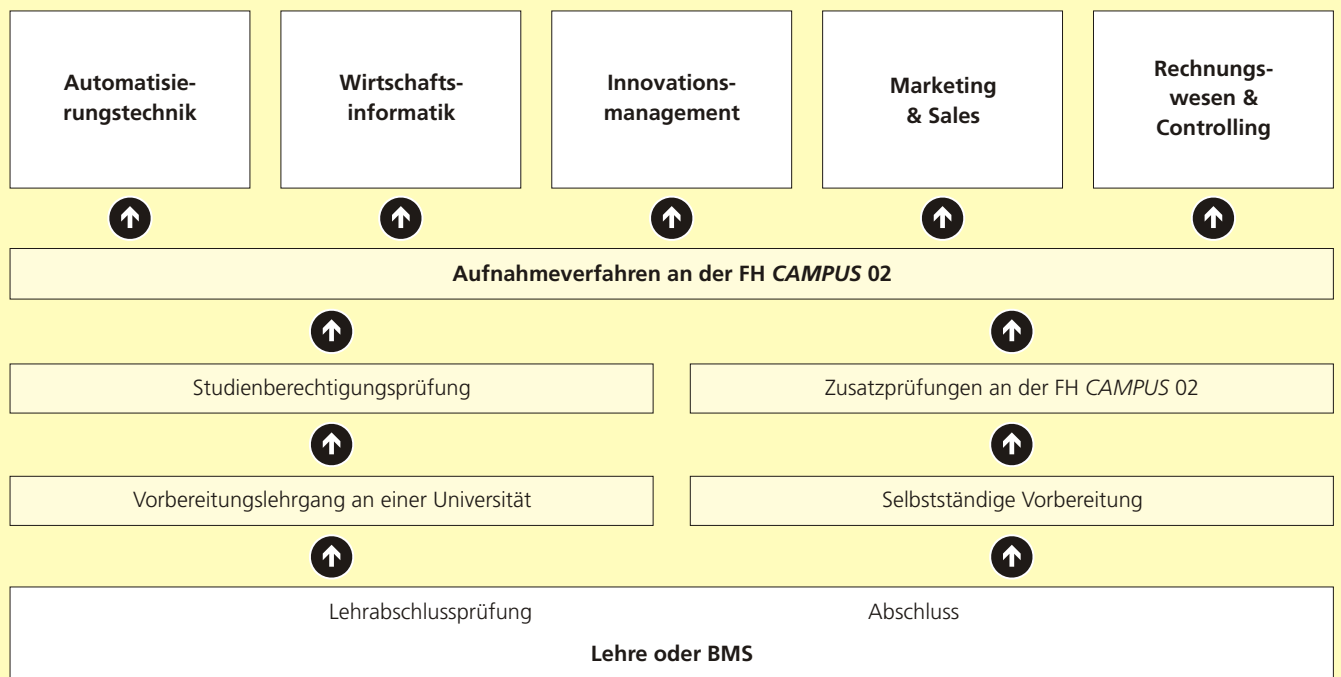 Automatisie-
rungstechnik
Wirtschafts-
informatik
Innovations-
management
Marketing
& Sales
Rechnungs-
wesen &
Controlling
Aufnahmeverfahren an der FH CAMPUS 02
Studienberechtigungsprüfung
Zusatzprüfungen an der FH CAMPUS 02
Vorbereitungslehrgang an einer Universität
Selbstständige Vorbereitung
Lehrabschlussprüfung
Abschluss
Lehre oder BMS